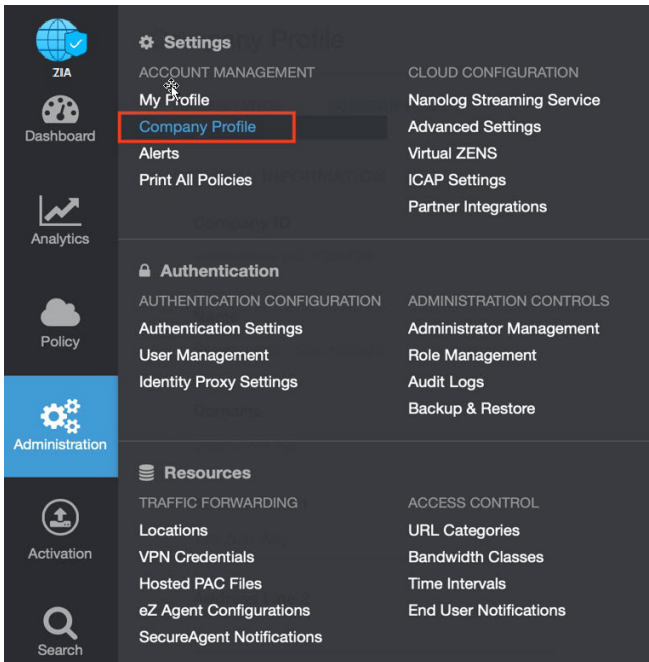 ZIA
Dashboard
Analytics
Policy
Administration
Activation
Search
Settings
ACCOUNT MANAGEMENT
My Profile
Company Profile
Alerts
Print All Policies
CLOUD CONFIGURATION
Nanolog Streaming Service
Advanced Settings
Virtual ZENS
ICAP Settings
Partner Integrations
Authentication
AUTHENTICATION CONFIGURATION
Authentication Settings
User Management
Identity Proxy Settings
ADMINISTRATION CONTROLS
Administrator Management
Role Management
Audit Logs
Backup & Restore
Resources
TRAFFIC FORWARDING
Locations
VPN Credentials
Hosted PAC Files
eZ Agent Configurations
SecureAgent Notifications
ACCESS CONTROL
URL Categories
Bandwidth Classes
Time Intervals
End User Notifications
Company ID
Domains